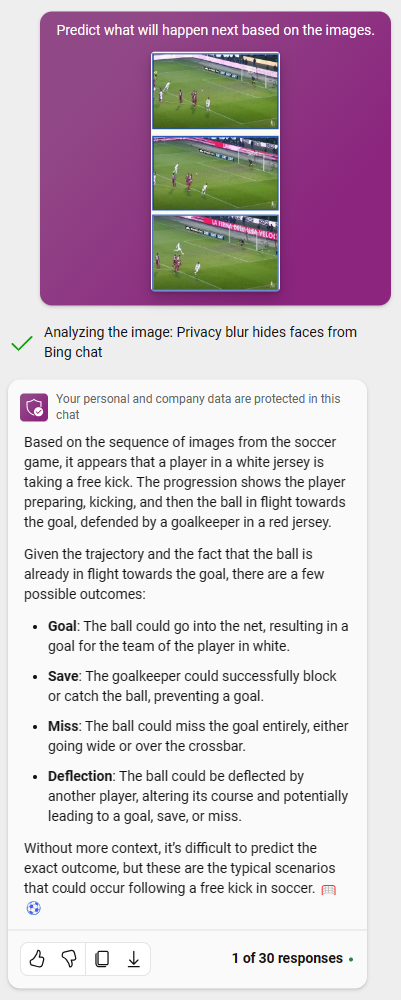 Predict what will happen next based on the images.
LA FIBRA
VELOC
Analyzing the image: Privacy blur hides faces from
Bing chat
Your personal and company data are protected in this
chat
Based on the sequence of images from the soccer
game, it appears that a player in a white jersey is
taking a free kick. The progression shows the player
preparing, kicking, and then the ball in flight towards
the goal, defended by a goalkeeper in a red jersey.
Given the trajectory and the fact that the ball is
already in flight towards the goal, there are a few
possible outcomes:
• Goal: The ball could go into the net, resulting in a
goal for the team of the player in white.
• Save: The goalkeeper could successfully block
or catch the ball, preventing a goal.
• Miss: The ball could miss the goal entirely, either
going wide or over the crossbar.
• Deflection: The ball could be deflected by
another player, altering its course and potentially
leading to a goal, save, or miss.
Without more context, it’s difficult to predict the
exact outcome, but these are the typical scenarios
that could occur following a free kick in soccer. 🥅
⚽
1 of 30 responses